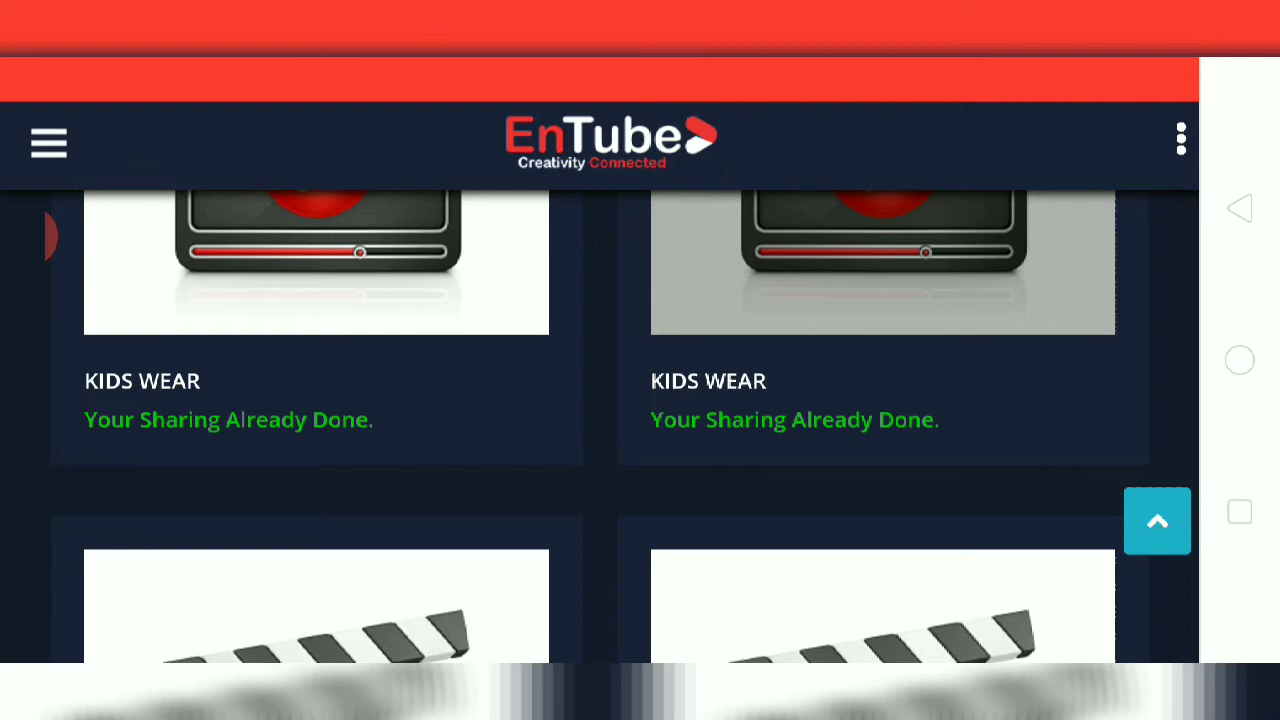 EnTube
Creativity Connected
KIDS WEAR
Your Sharing Already Done.
KIDS WEAR
Your Sharing Already Done.